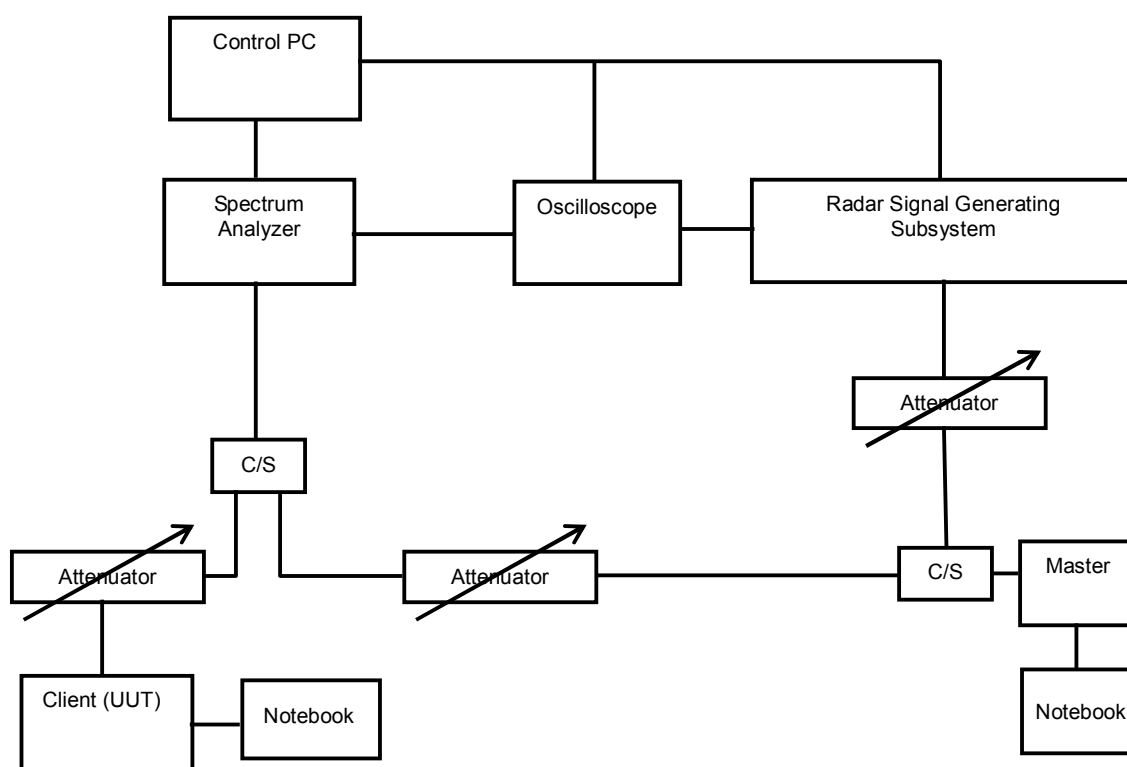 Control PC
Spectrum
Analyzer
Oscilloscope
Radar Signal Generating
Subsystem
Attenuator
C/S
Attenuator
Attenuator
C/S
Master
Client (UUT)
Notebook
Notebook